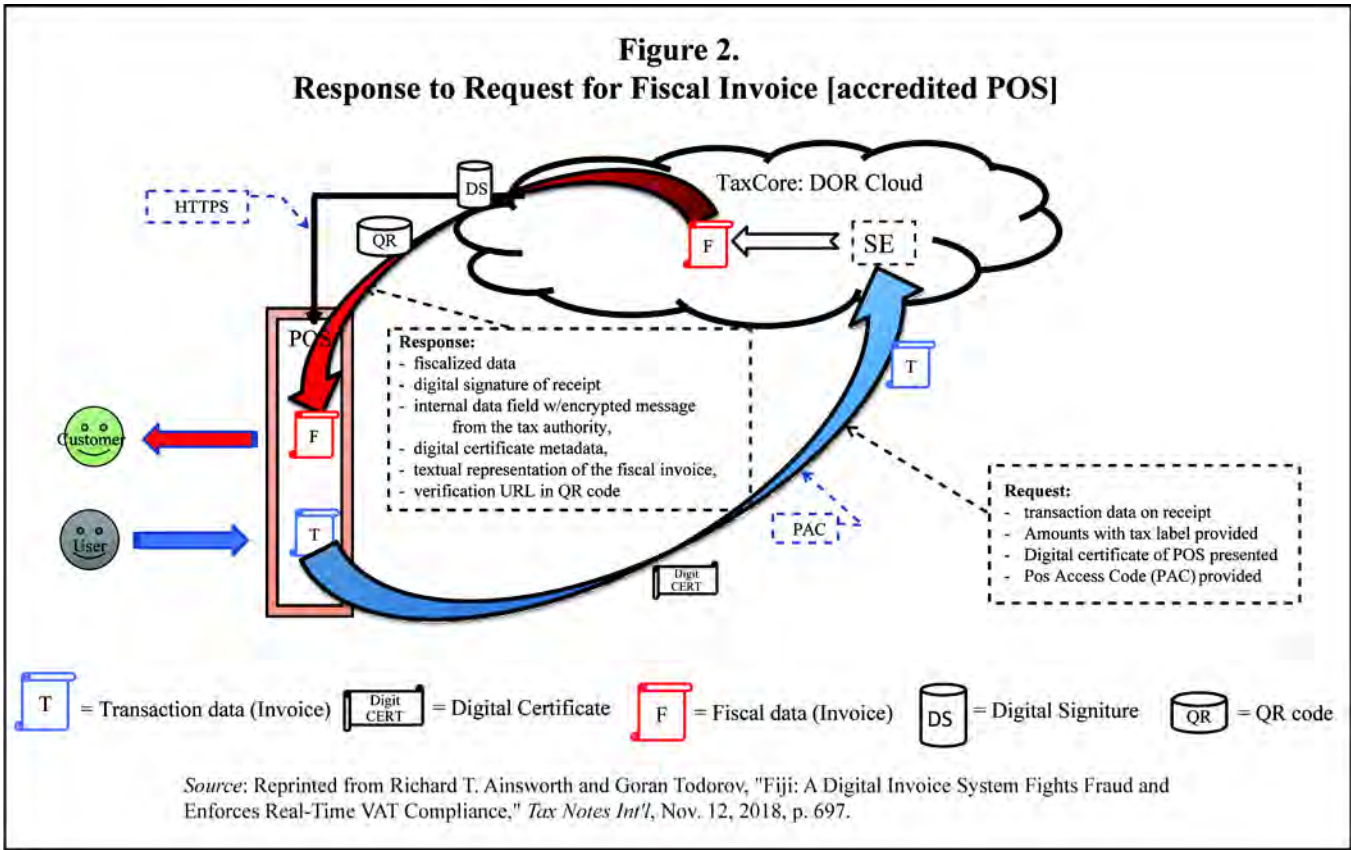 Figure 2.
Response to Request for Fiscal Invoice [accredited POS]
DS
TaxCore: DOR Cloud
HTTPS
QR
F
SE
POS
Response:
- fiscalized data
- digital signature of receipt
- internal data field w/encrypted message
from the tax authority,
- digital certificate metadata,
- textual representation of the fiscal invoice,
- verification URL in QR code
T
Customer
F
Request:
- transaction data on receipt
- Amounts with tax label provided
- Digital certificate of POS presented
- Pos Access Code (PAC) provided
User
T
PAC
Digit
CERT
T = Transaction data (Invoice)
Digit
CERT = Digital Certificate
F = Fiscal data (Invoice)
DS = Digital Signiture
QR = QR code
Source: Reprinted from Richard T. Ainsworth and Goran Todorov, "Fiji: A Digital Invoice System Fights Fraud and
Enforces Real-Time VAT Compliance," Tax Notes Int'l, Nov. 12, 2018, p. 697.